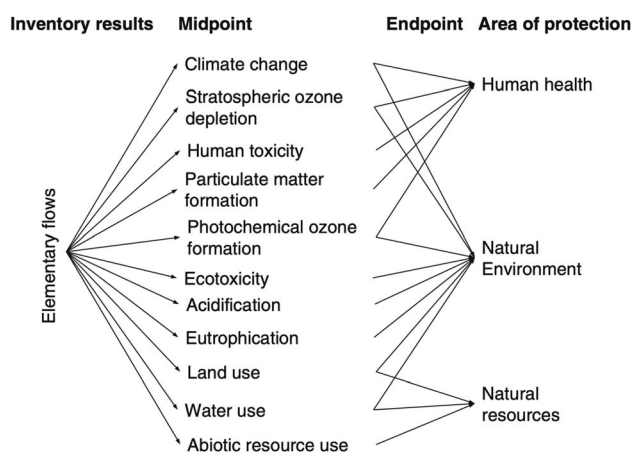 Inventory results Midpoint Endpoint Area of protection
Climate change
Human health
Stratospheric ozone
depletion
Human toxicity
Particulate matter
formation
Elementary flows
Photochemical ozone
formation
Natural
Environment
Ecotoxicity
Acidification
Eutrophication
Land use
Natural
resources
Water use
Abiotic resource use